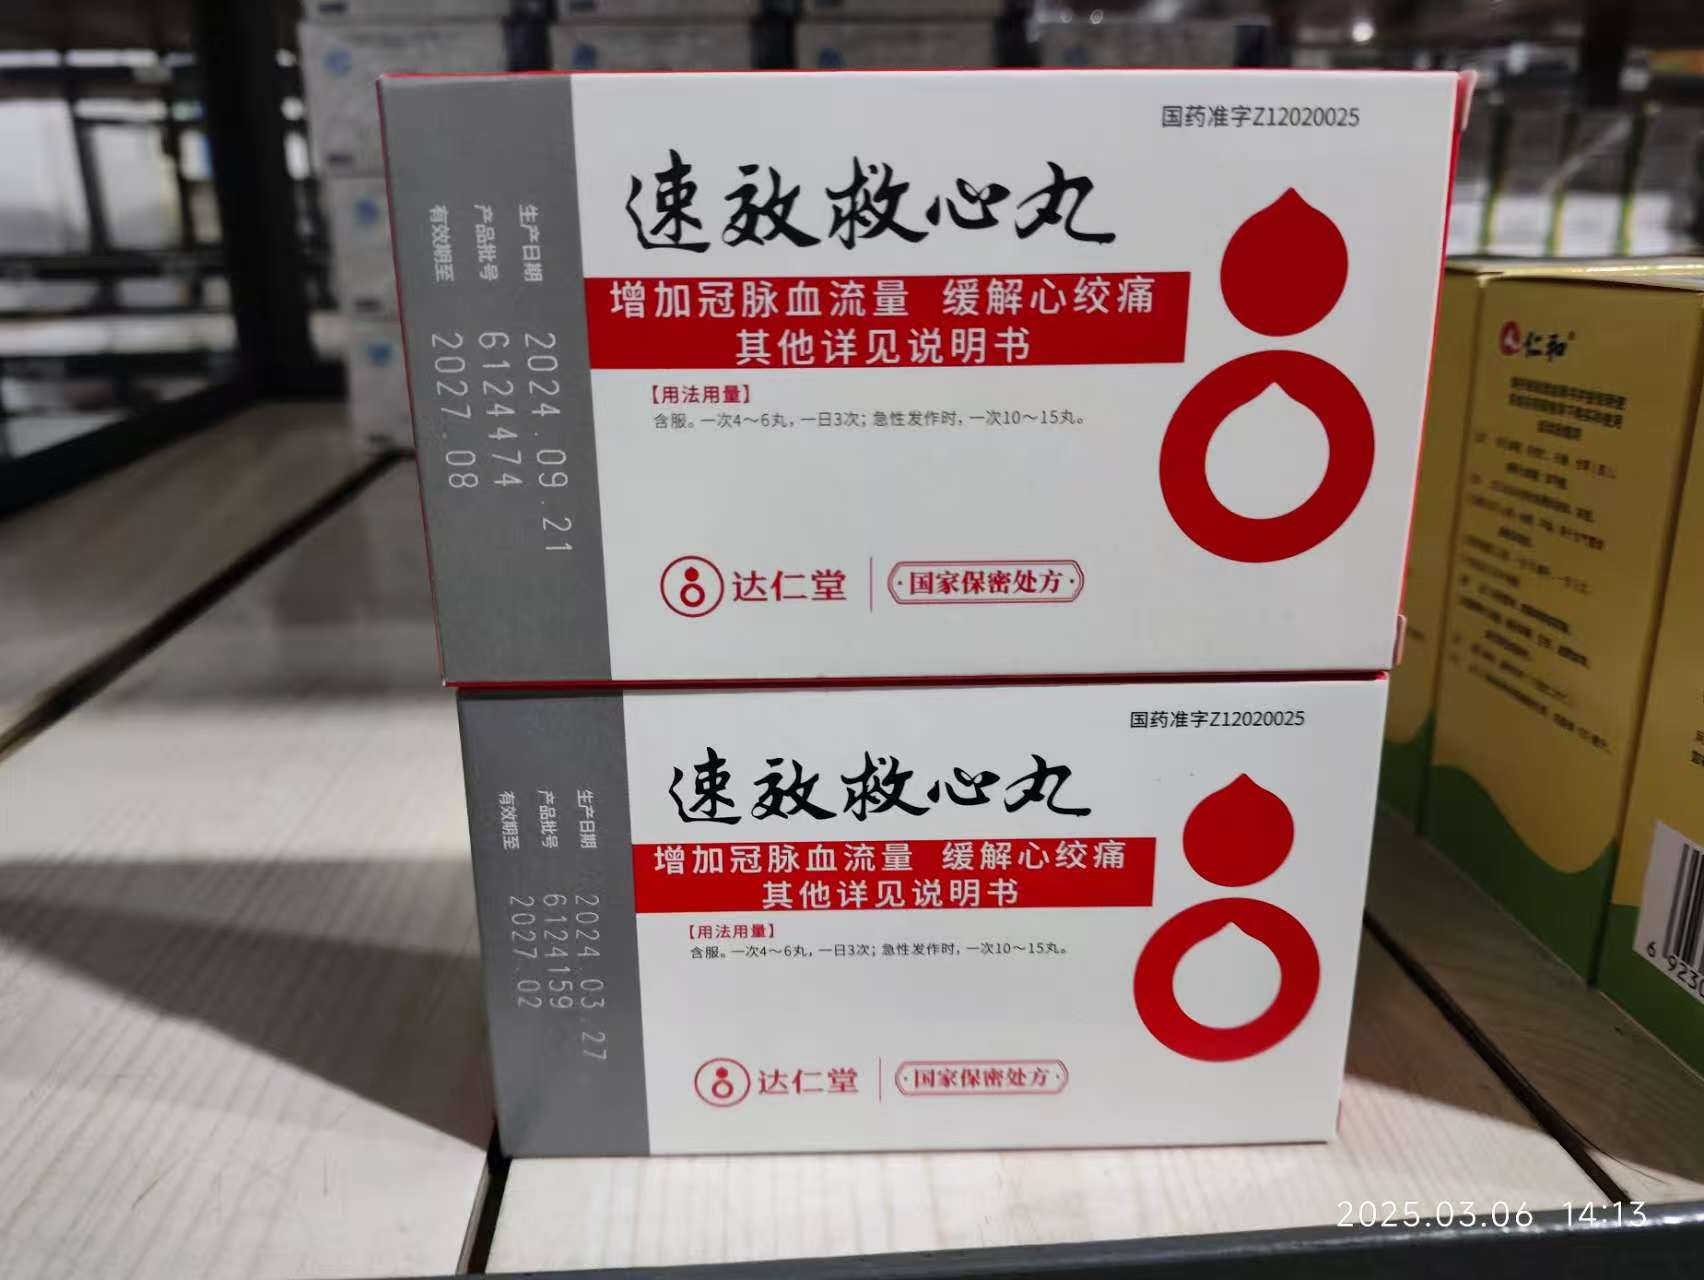 国药准字Z12020025
速效救心丸
增加冠脉血流量 缓解心绞痛
其他详见说明书
【用法用量】
含服。一次4～6丸，一日3次；急性发作时，一次10～15丸。
达仁堂
·国家保密处方·
生产日期 2024.09.21
产品批号 6124474
有效期至 2027.08
国药准字Z12020025
速效救心丸
增加冠脉血流量 缓解心绞痛
其他详见说明书
【用法用量】
含服。一次4～6丸，一日3次；急性发作时，一次10～15丸。
达仁堂
·国家保密处方·
生产日期 2024.03.27
产品批号 6124159
有效期至 2027.02
仁和
2025.03.06 14:13